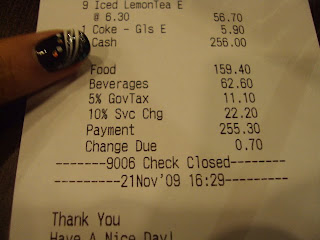 9 Iced LemonTea E
# 6.30 56.70
1 Coke - Gls E 5.90
Cash 256.00
Food 159.40
Beverages 62.60
5% GovTax 11.10
10% Svc Chg 22.20
Payment 255.30
Change Due 0.70
--------9006 Check Closed--------
----------21Nov'09 16:29----------
Thank You
Have A Nice Day!